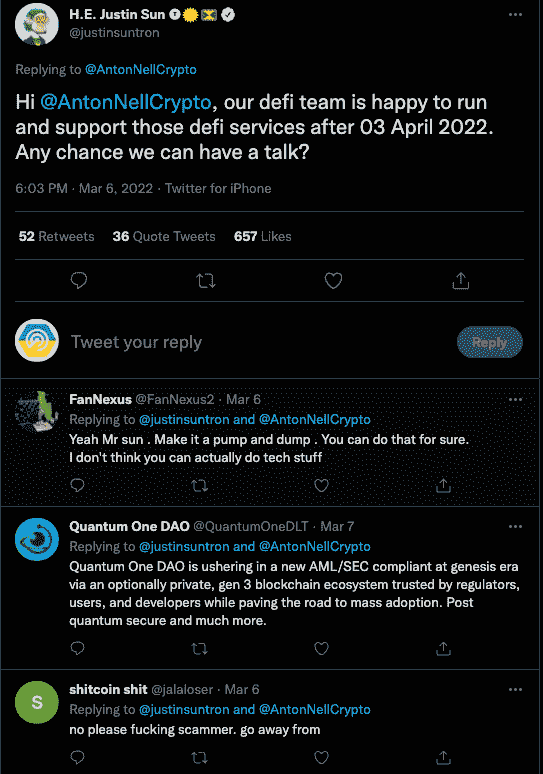 H.E. Justin Sun
@justinsuntron
Replying to @AntonNellCrypto
Hi @AntonNellCrypto, our defi team is happy to run
and support those defi services after 03 April 2022.
Any chance we can have a talk?
6:03 PM · Mar 6, 2022 · Twitter for iPhone
52 Retweets 36 Quote Tweets 657 Likes
Tweet your reply
Reply
FanNexus @FanNexus2 · Mar 6
Replying to @justinsuntron and @AntonNellCrypto
Yeah Mr sun . Make it a pump and dump . You can do that for sure.
I don't think you can actually do tech stuff
Quantum One DAO @QuantumOneDLT · Mar 7
Replying to @justinsuntron and @AntonNellCrypto
Quantum One DAO is ushering in a new AML/SEC compliant at genesis era
via an optionally private, gen 3 blockchain ecosystem trusted by regulators,
users, and developers while paving the road to mass adoption. Post
quantum secure and much more.
S
shitcoin shit @jalaloser · Mar 6
Replying to @justinsuntron and @AntonNellCrypto
no please fucking scammer. go away from